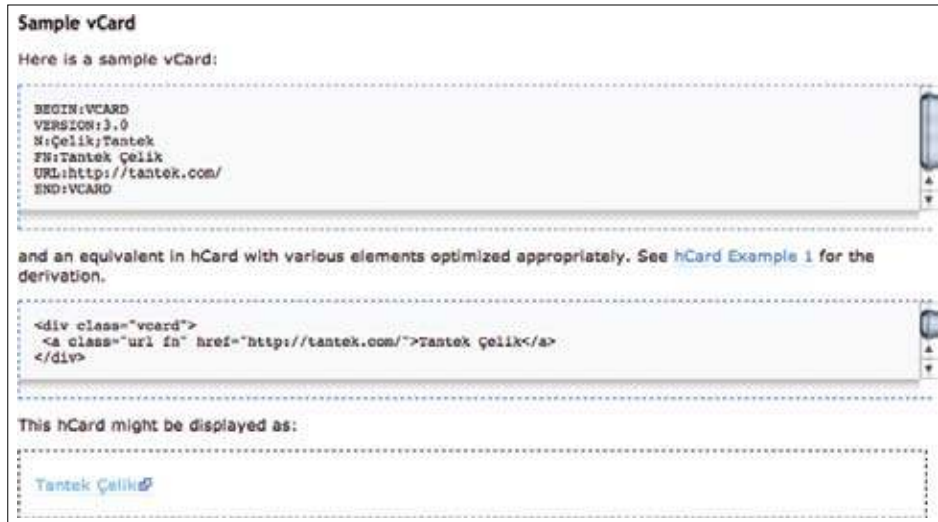 Sample vCard
Here is a sample vCard:
BEGIN:VCARD
VERSION:3.0
N:Çelik;Tantek
FN:Tantek Çelik
URL:http://tantek.com/
END:VCARD
and an equivalent in hCard with various elements optimized appropriately. See hCard Example 1 for the
derivation.
<div class="vcard">
<a class="url fn" href="http://tantek.com/">Tantek Çelik</a>
</div>
This hCard might be displayed as:
Tantek Çelik